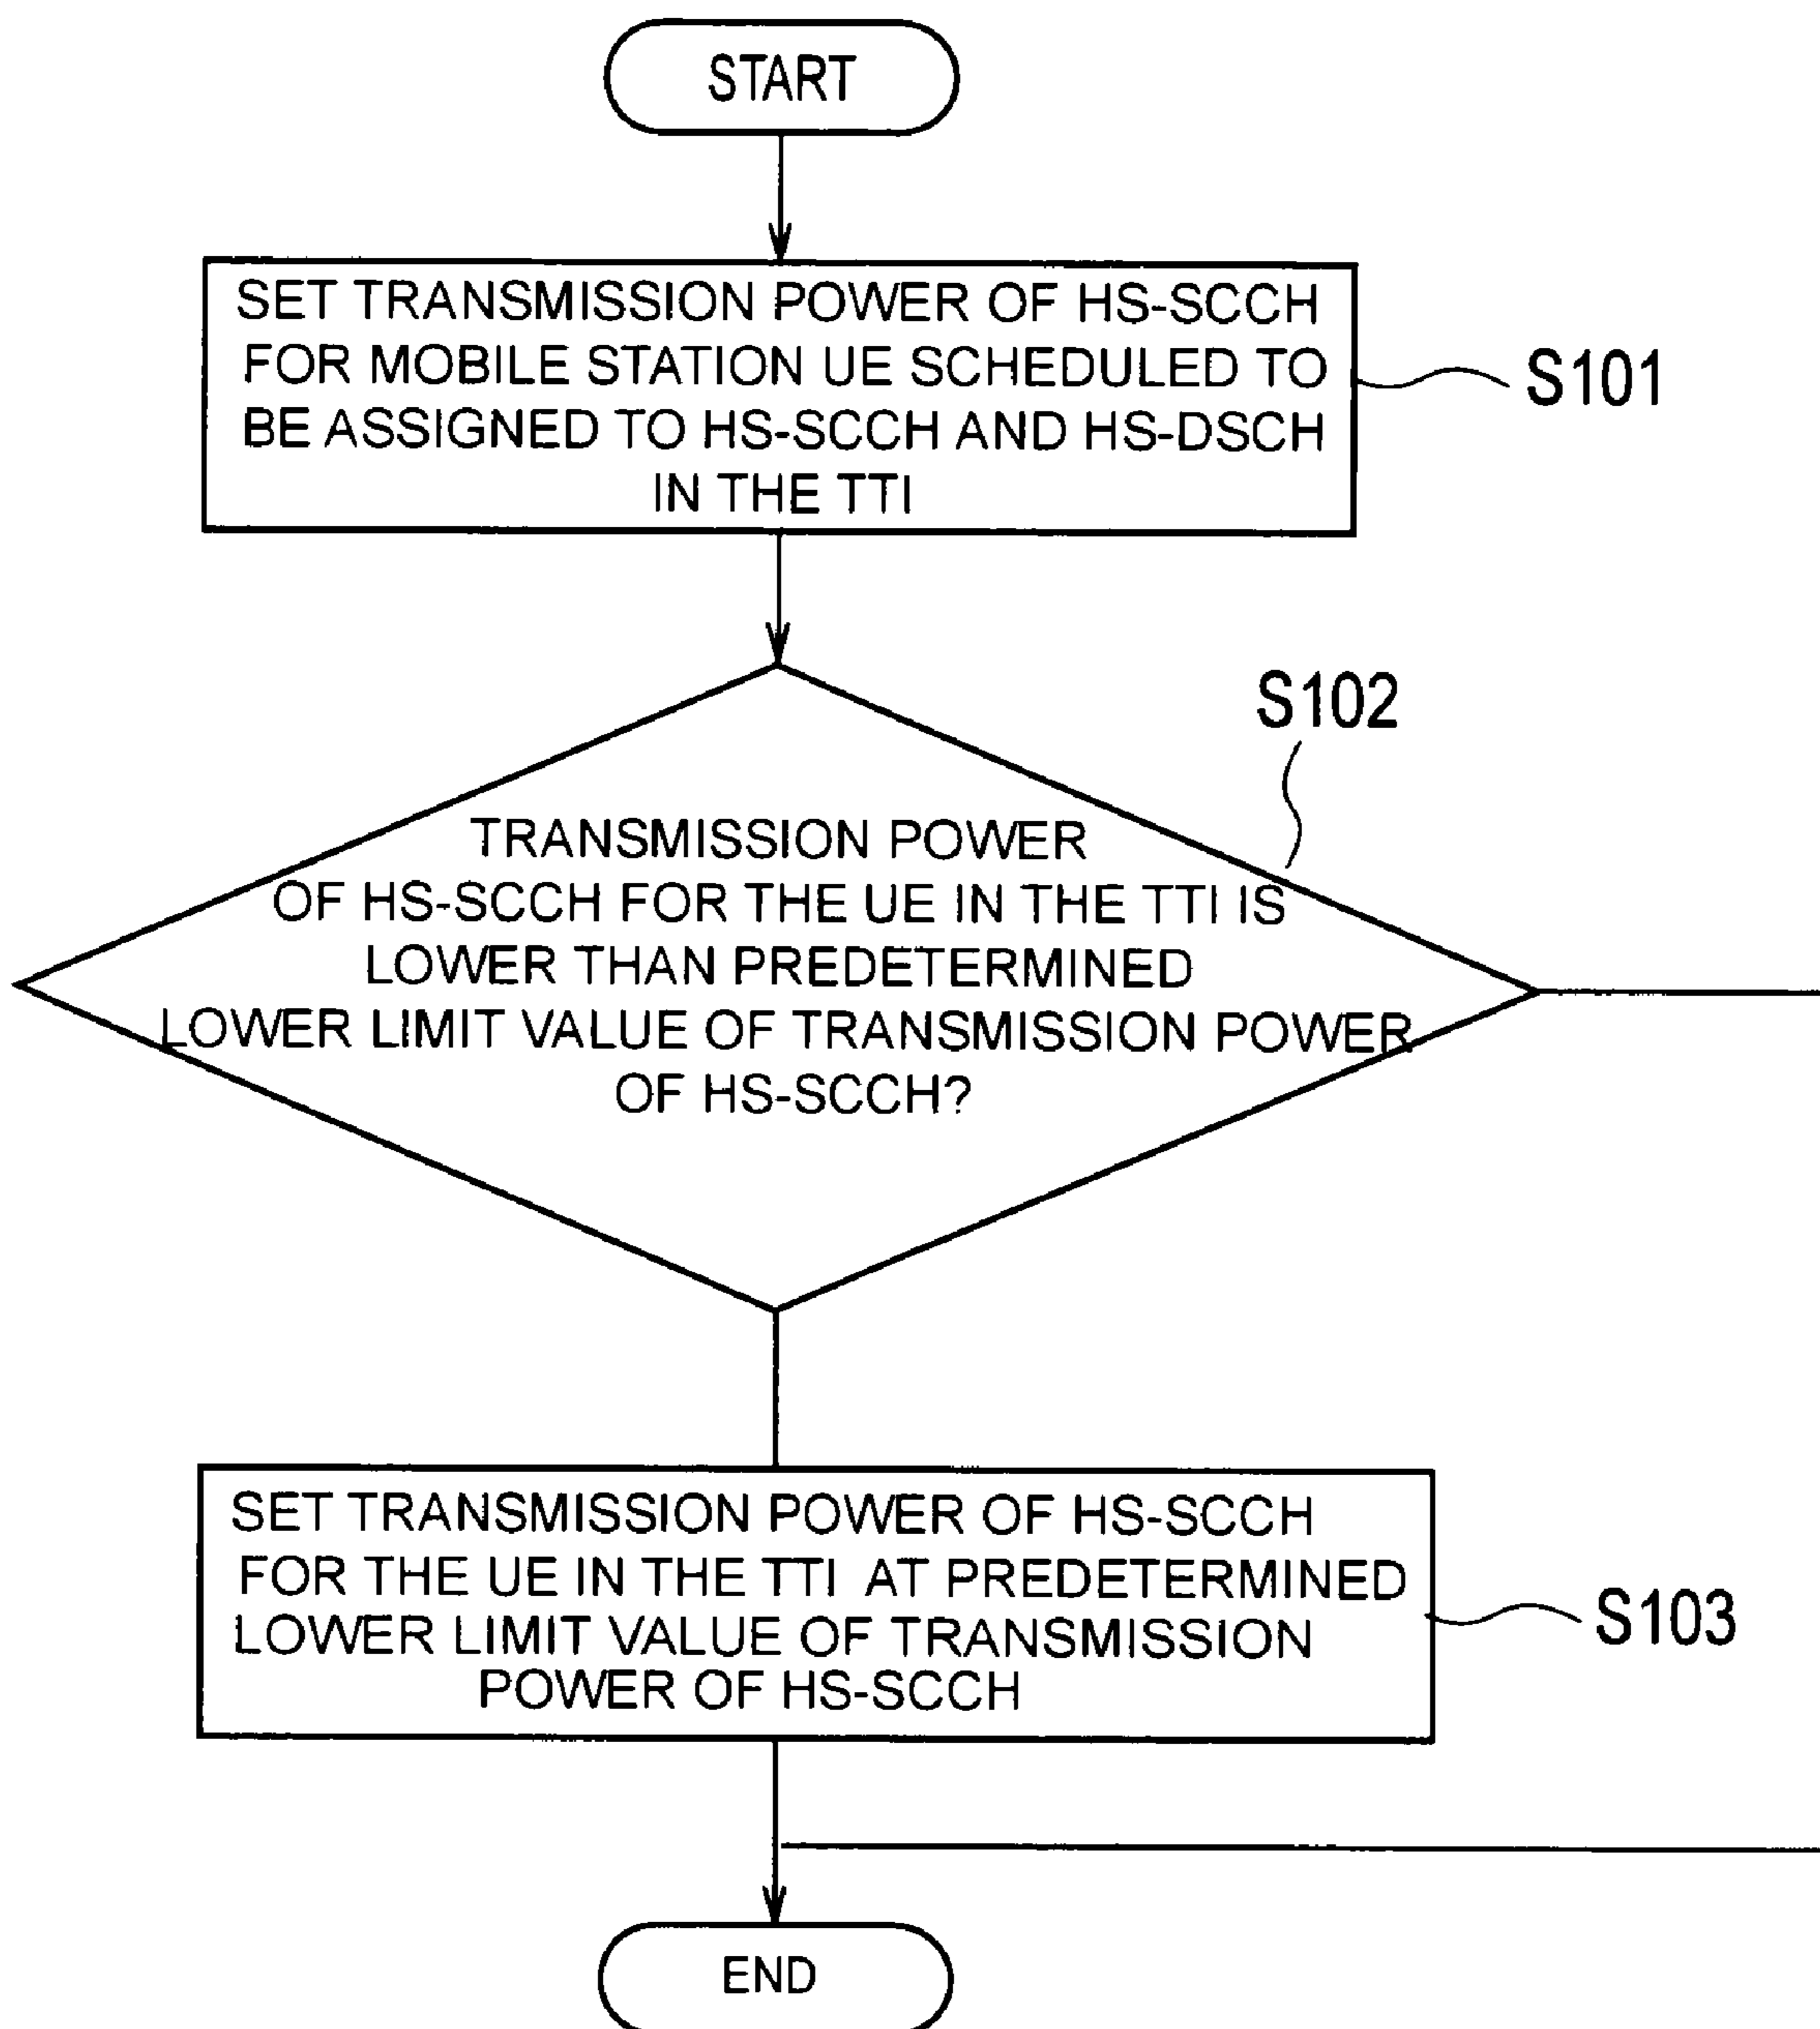 START
SET TRANSMISSION POWER OF HS-SCCH
FOR MOBILE STATION UE SCHEDULED TO
BE ASSIGNED TO HS-SCCH AND HS-DSCH
IN THE TTI
S101
S102
TRANSMISSION POWER
OF HS-SCCH FOR THE UE IN THE TTI IS
LOWER THAN PREDETERMINED
LOWER LIMIT VALUE OF TRANSMISSION POWER
OF HS-SCCH?
SET TRANSMISSION POWER OF HS-SCCH
FOR THE UE IN THE TTI AT PREDETERMINED
LOWER LIMIT VALUE OF TRANSMISSION
POWER OF HS-SCCH
S103
END